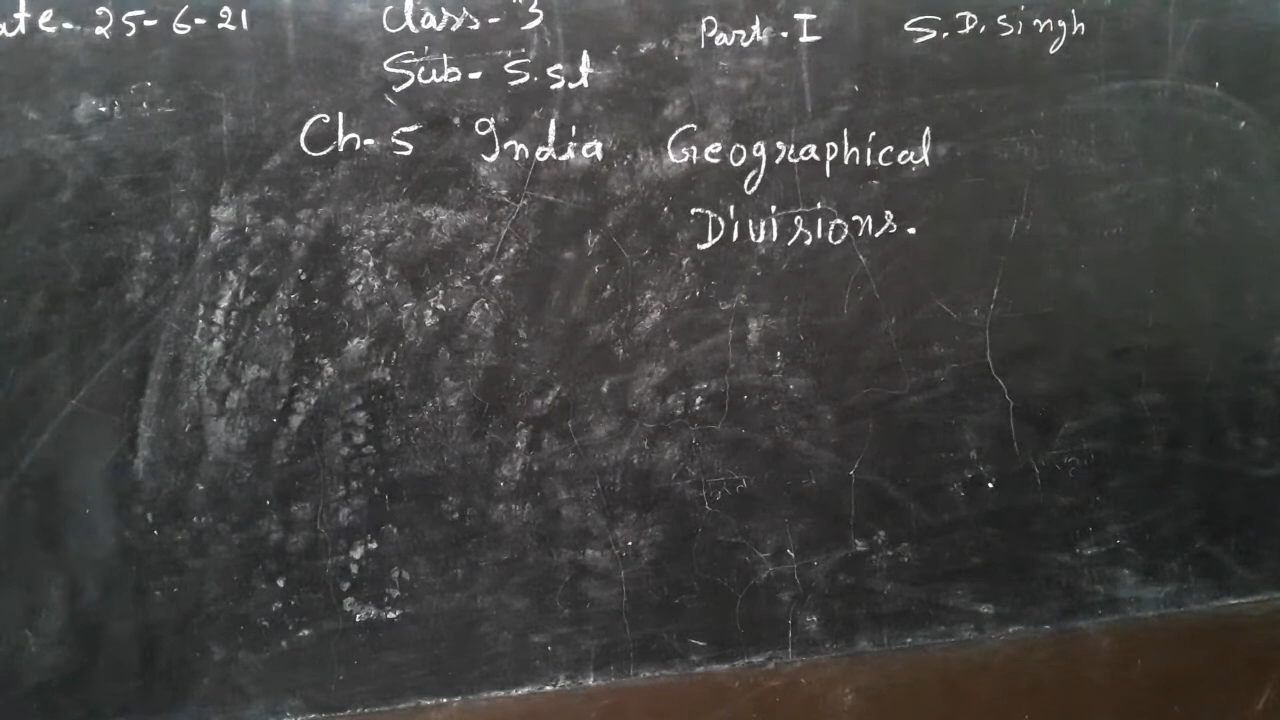 ate- 25-6-21 Class- 3 Part-I S.D. Singh
Sub- S.st
Ch-5 India Geographical
Divisions.